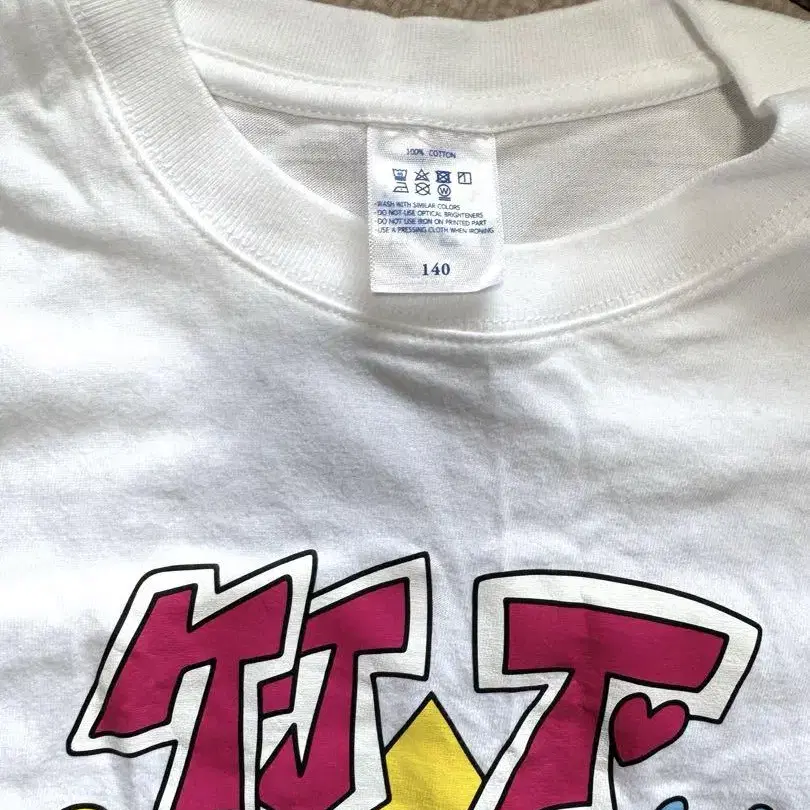 100% COTTON
-WASH WITH SIMILAR COLORS
-DO NOT USE OPTICAL BRIGHTENERS
-DO NOT USE IRON ON PRINTED PART
-USE A PRESSING CLOTH WHEN IRONING
140
TJT